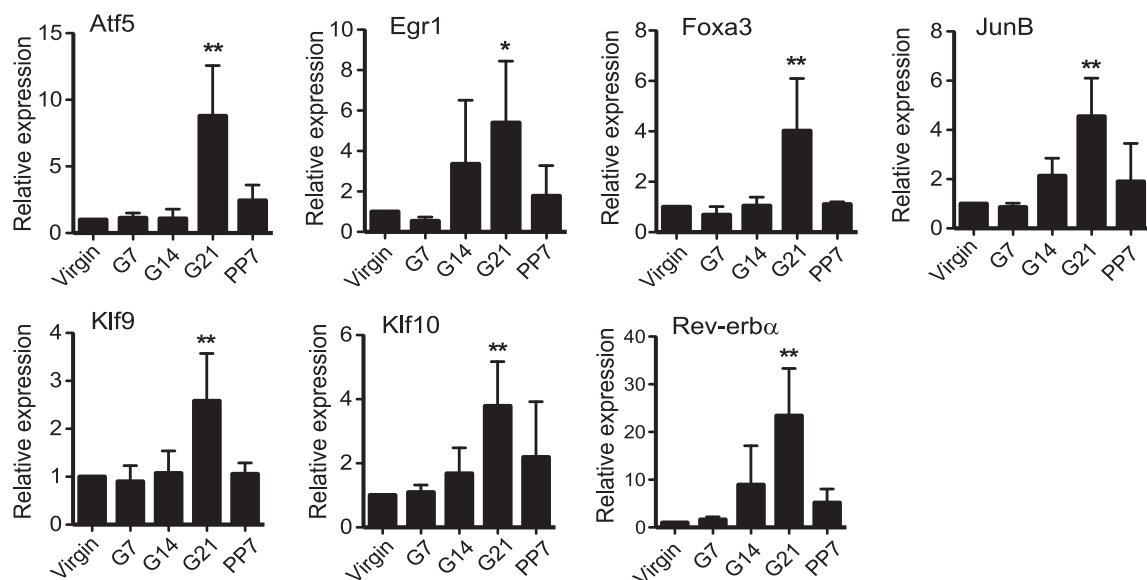 Atf5
**
Relative expression
15
10
5
0
Virgin
G7
G14
G21
PP7
Egr1
*
Relative expression
10
8
6
4
2
0
Virgin
G7
G14
G21
PP7
Foxa3
**
Relative expression
8
6
4
2
0
Virgin
G7
G14
G21
PP7
JunB
**
Relative expression
8
6
4
2
0
Virgin
G7
G14
G21
PP7
Klf9
**
Relative expression
4
3
2
1
0
Virgin
G7
G14
G21
PP7
Klf10
**
Relative expression
6
4
2
0
Virgin
G7
G14
G21
PP7
Rev-erbα
**
Relative expression
40
30
20
10
0
Virgin
G7
G14
G21
PP7